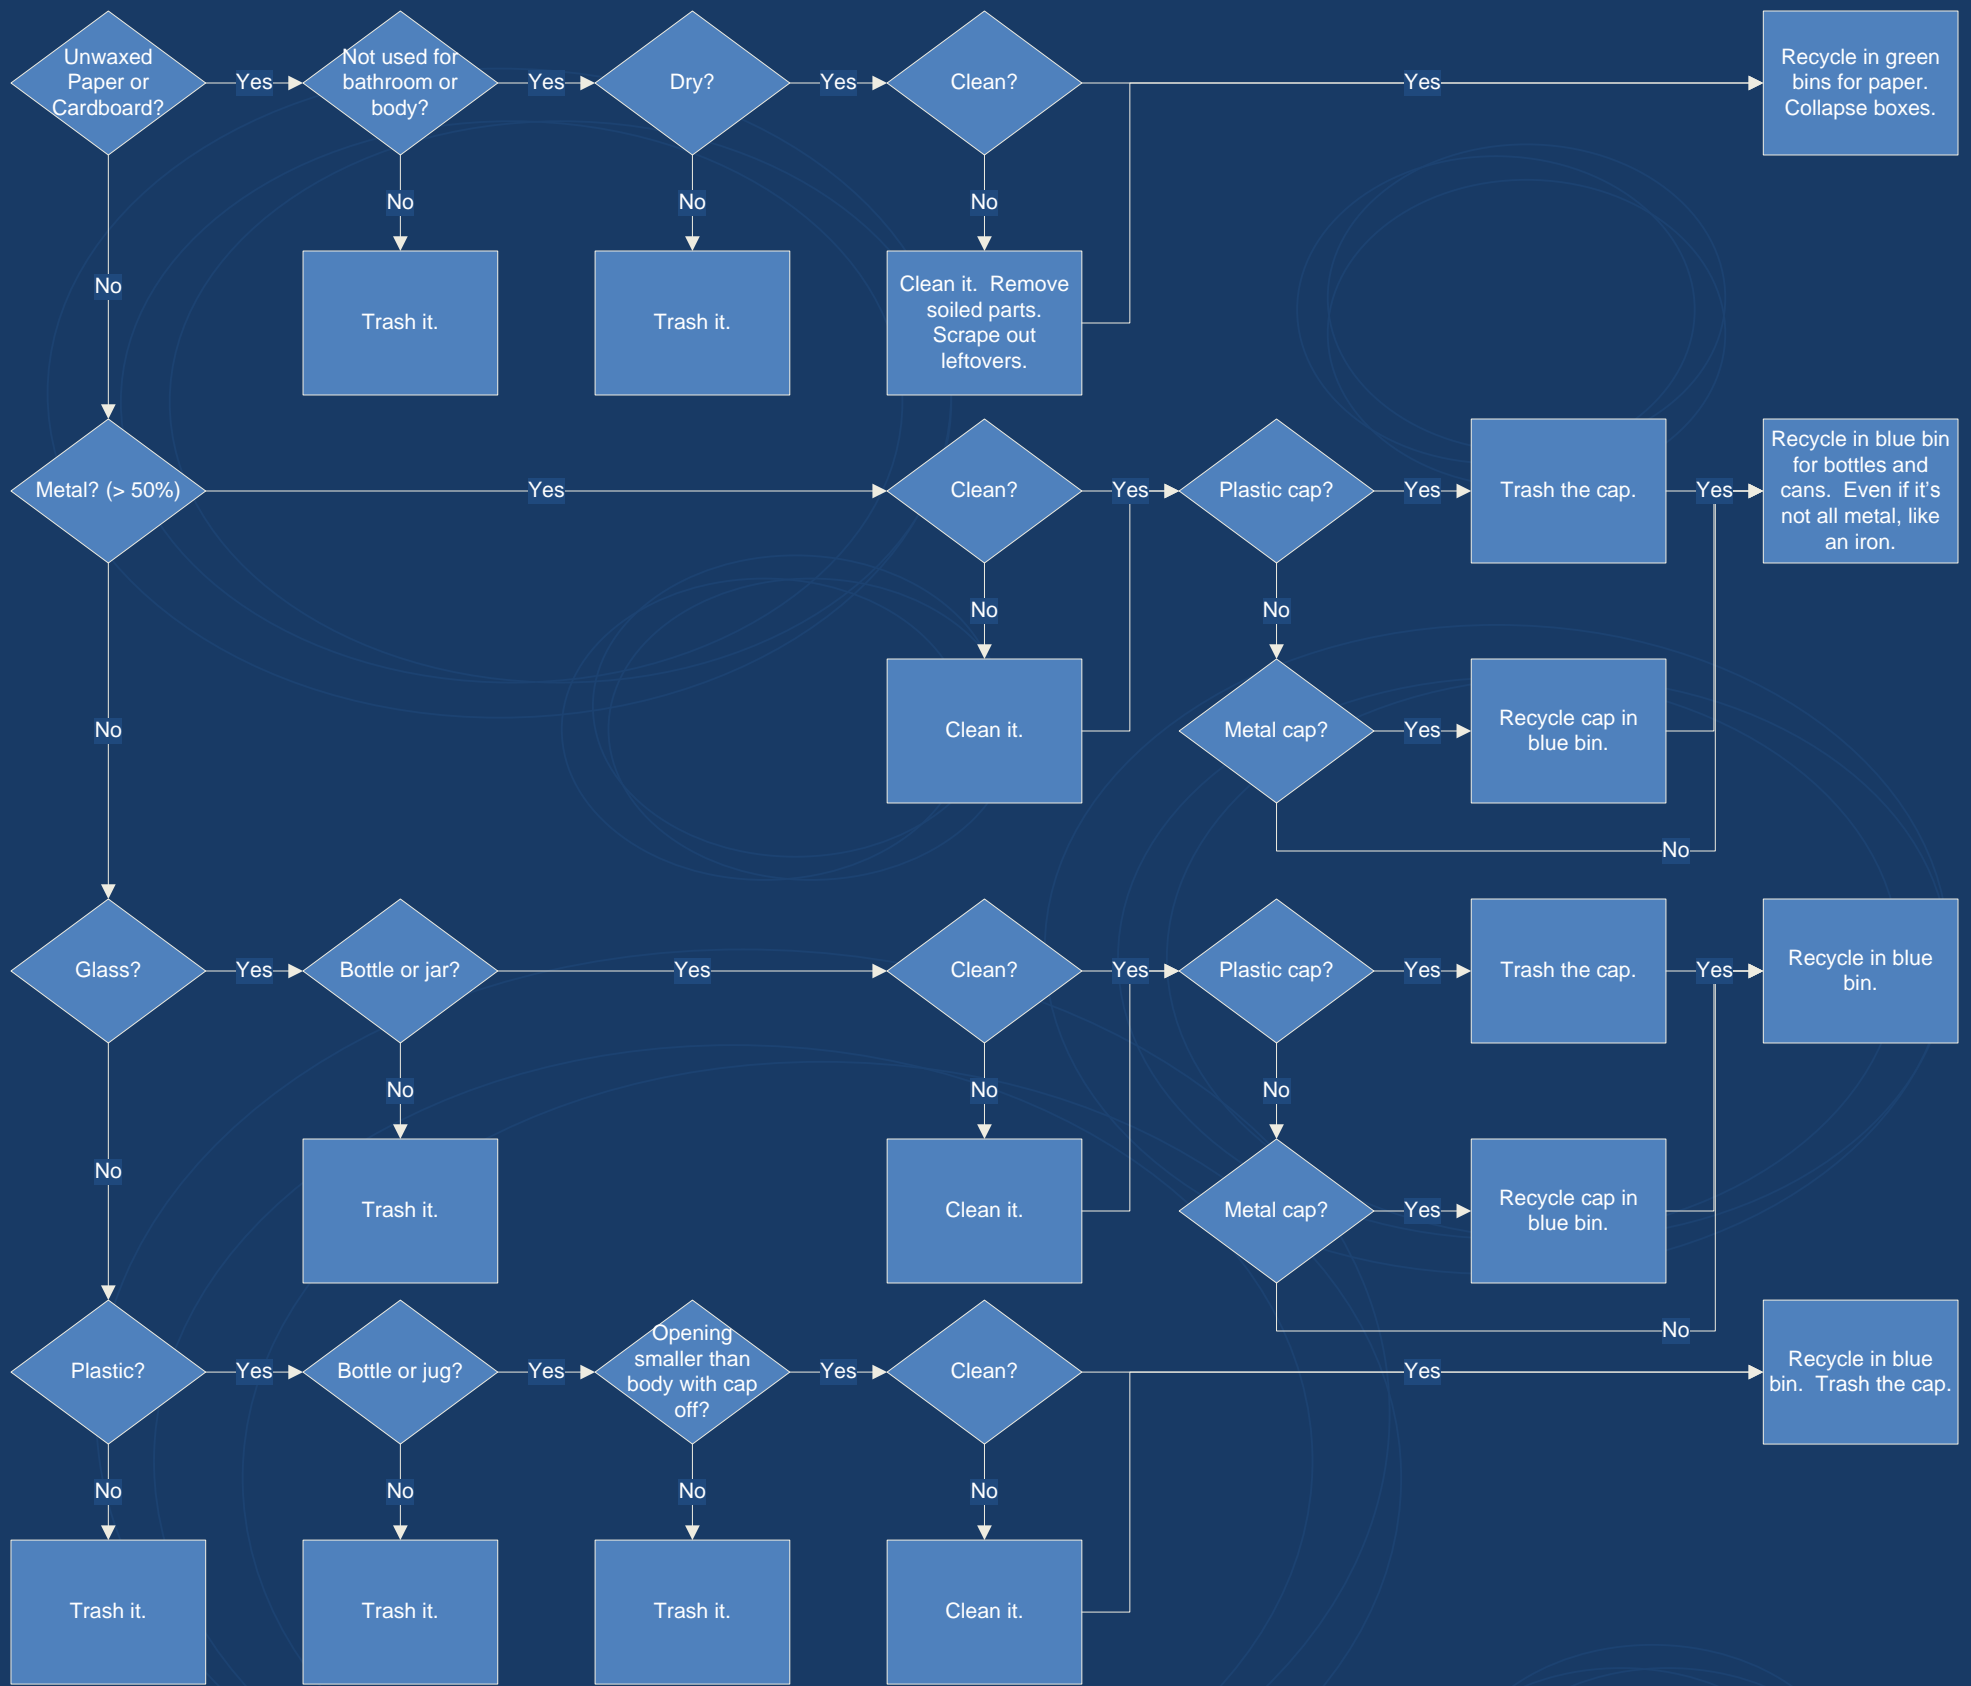 Unwaxed
Paper or
Cardboard?
Yes
Not used for
bathroom or
body?
Yes
Dry?
Yes
Clean?
Yes
Recycle in green
bins for paper.
Collapse boxes.
No
No
No
No
Trash it.
Trash it.
Clean it.  Remove
soiled parts.
Scrape out
leftovers.
Metal? (> 50%)
Yes
Clean?
Yes
Plastic cap?
Yes
Trash the cap.
Yes
Recycle in blue bin
for bottles and
cans.  Even if it's
not all metal, like
an iron.
No
No
No
Clean it.
Metal cap?
Yes
Recycle cap in
blue bin.
No
Glass?
Yes
Bottle or jar?
Yes
Clean?
Yes
Plastic cap?
Yes
Trash the cap.
Yes
Recycle in blue
bin.
No
No
No
No
Trash it.
Clean it.
Metal cap?
Yes
Recycle cap in
blue bin.
No
Plastic?
Yes
Bottle or jug?
Yes
Opening
smaller than
body with cap
off?
Yes
Clean?
Yes
Recycle in blue
bin.  Trash the cap.
No
No
No
No
Trash it.
Trash it.
Trash it.
Clean it.